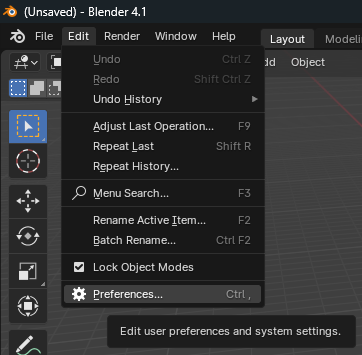 (Unsaved) - Blender 4.1
File Edit Render Window Help Layout
Object
Undo Ctrl Z
Redo Shift Ctrl Z
Undo History
Adjust Last Operation... F9
Repeat Last Shift R
Repeat History...
Menu Search... F3
Rename Active Item... F2
Batch Rename... Ctrl F2
Lock Object Modes
Preferences... Ctrl ,
Edit user preferences and system settings.